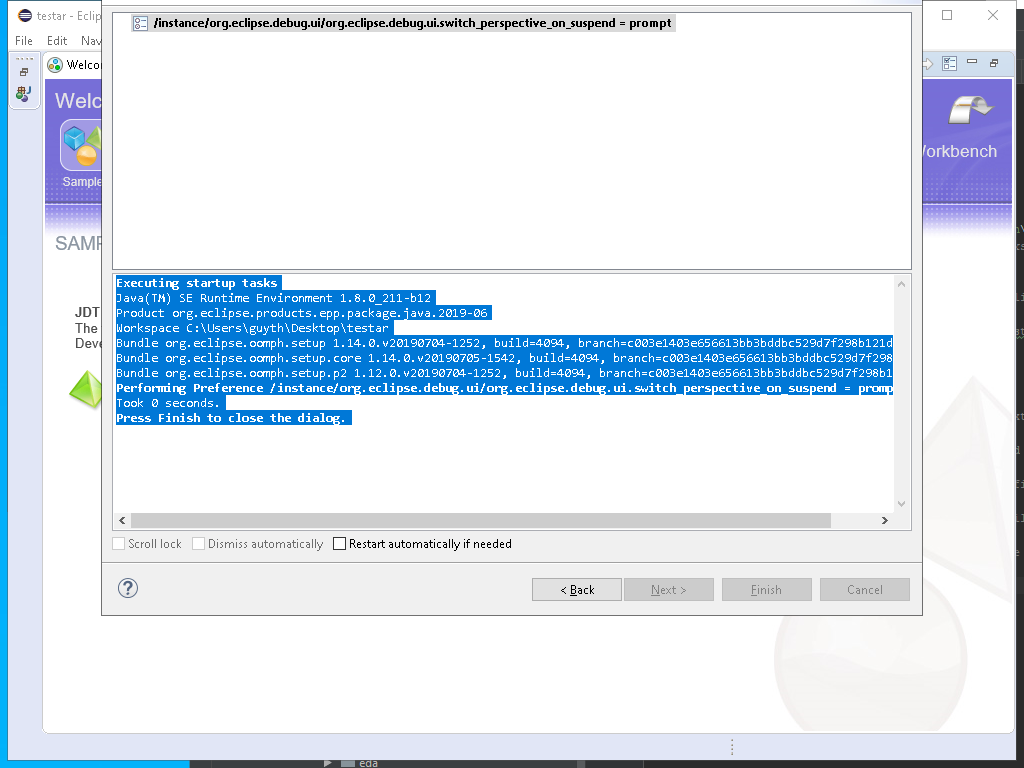 testar - Eclip
/instance/org.eclipse.debug.ui/org.eclipse.debug.ui.switch_perspective_on_suspend = prompt
File Edit Nav
Welco
Welc
Workbench
Sample
SAMP
JDT
The
Deve
Executing startup tasks
Java(TM) SE Runtime Environment 1.8.0_211-b12
Product org.eclipse.products.epp.package.java.2019-06
Workspace C:\Users\guyth\Desktop\testar
Bundle org.eclipse.oomph.setup 1.14.0.v20190704-1252, build=4094, branch=c003e1403e656613bb3bddbc529d7f298b121d
Bundle org.eclipse.oomph.setup.core 1.14.0.v20190705-1542, build=4094, branch=c003e1403e656613bb3bddbc529d7f298
Bundle org.eclipse.oomph.setup.p2 1.12.0.v20190704-1252, build=4094, branch=c003e1403e656613bb3bddbc529d7f298b1
Performing Preference /instance/org.eclipse.debug.ui/org.eclipse.debug.ui.switch_perspective_on_suspend = promp
Took 0 seconds.
Press Finish to close the dialog.
Scroll lock Dismiss automatically Restart automatically if needed
? < Back Next > Finish Cancel
eda